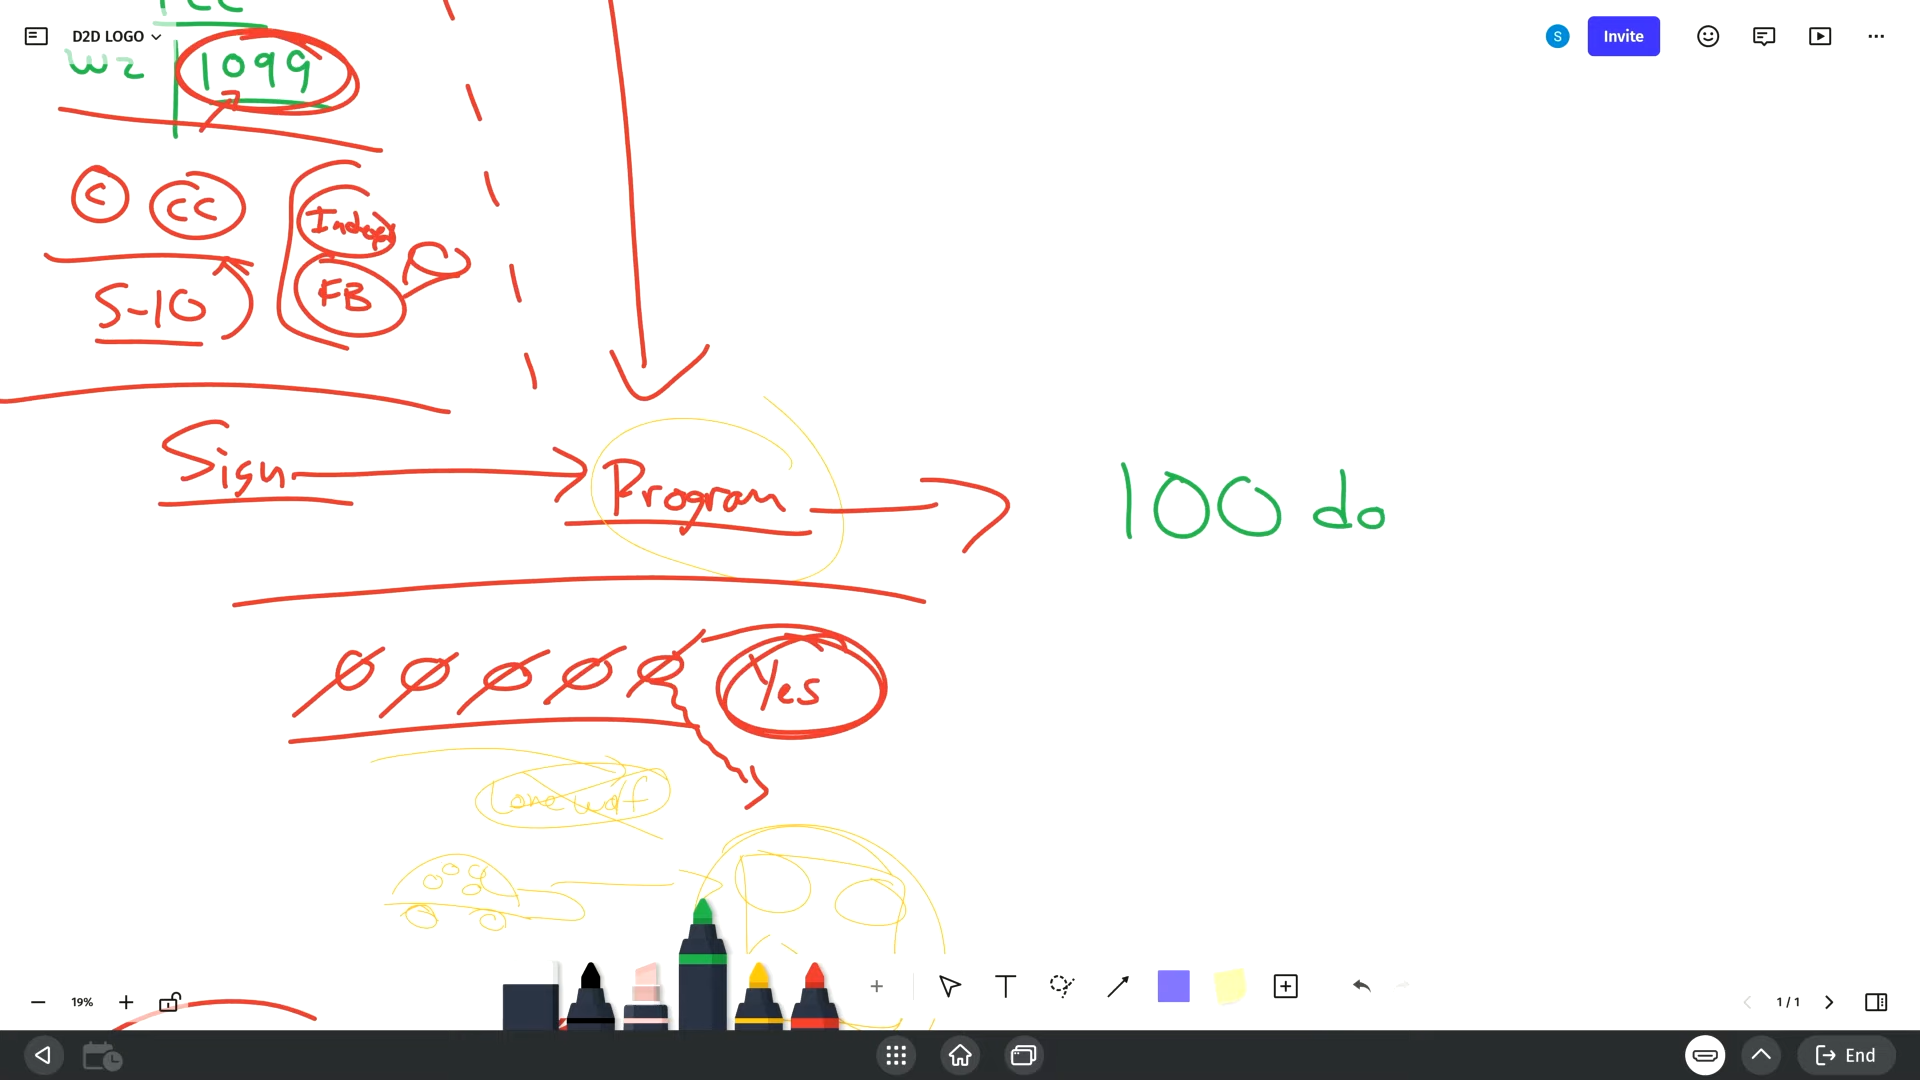 D2D LOGO
S
Invite
W2
1099
C
CC
Indep
FB
5-10
Sign
Program
100 do
Yes
Lone wolf
19%
1/1
End